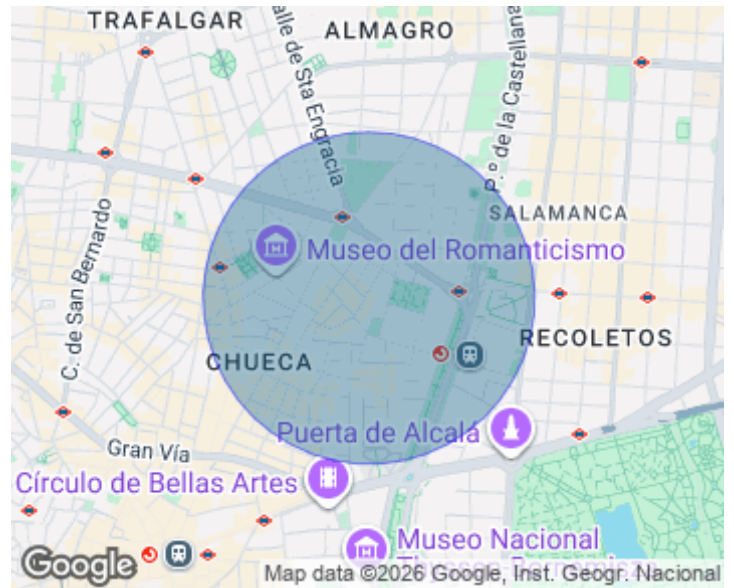 TRAFALGAR
ALMAGRO
alle de Sta Engracia
P.º de la Castellana
SALAMANCA
Museo del Romanticismo
C. de San Bernardo
RECOLETOS
CHUECA
Puerta de Alcalá
Gran Vía
Círculo de Bellas Artes
Museo Nacional
Google
Map data ©2026 Google, Inst. Geogr. Nacional